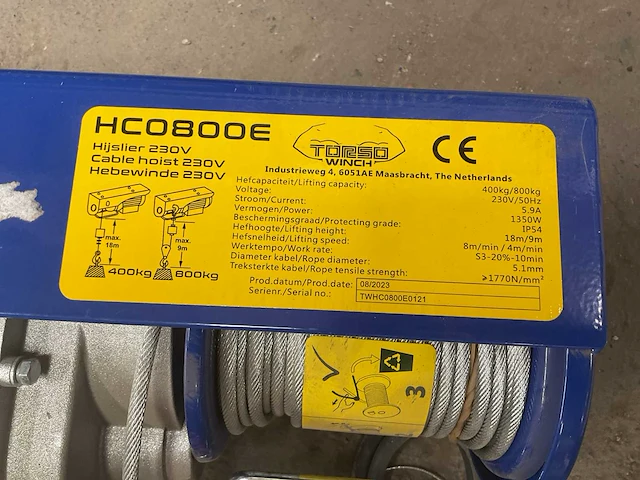 HC0800E
Hijslier 230V
Cable hoist 230V
Hebewinde 230V
max.
18m
400kg
max.
9m
800kg
TORSO
WINCH
CE
Industrieweg 4, 6051AE Maasbracht, The Netherlands
Hefcapaciteit/Lifting capacity: 400kg/800kg
Voltage: 230V/50Hz
Stroom/Current: 5.9A
Vermogen/Power: 1350W
Beschermingsgraad/Protecting grade: IP54
Hefhoogte/Lifting height: 18m/9m
Hefsnelheid/Lifting speed: 8m/min / 4m/min
Werktempo/Work rate: S3-20%-10min
Diameter kabel/Rope diameter: 5.1mm
Treksterkte kabel/Rope tensile strength: ≥1770N/mm²
Prod.datum/Prod.date: 08/2023
Serienr./Serial no.: TWHC0800E0121
3